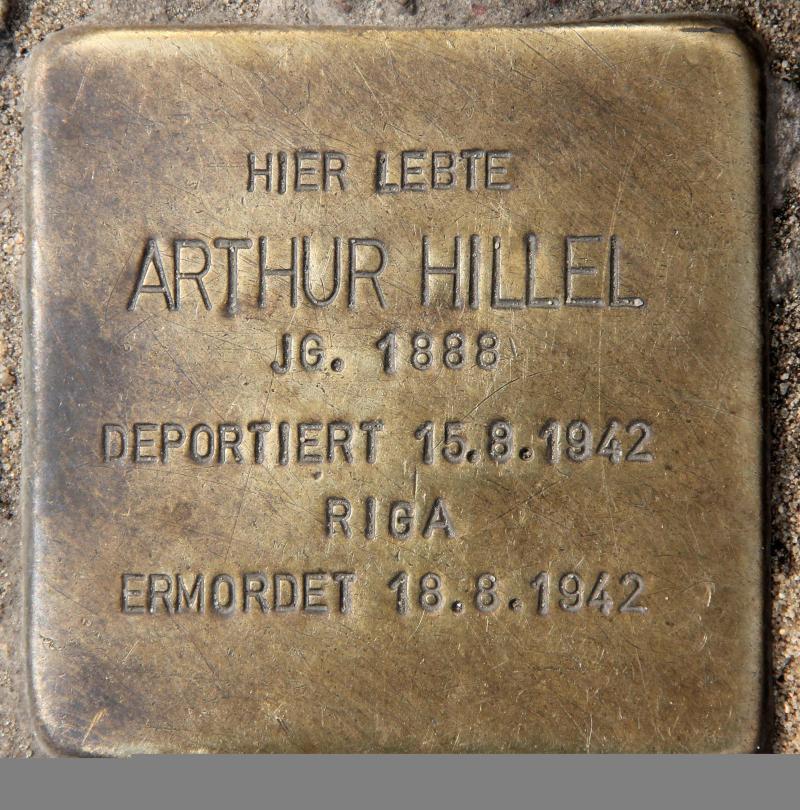 HIER LEBTE
ARTHUR HILLEL
JG. 1888
DEPORTIERT 15.8.1942
RIGA
ERMORDET 18.8.1942